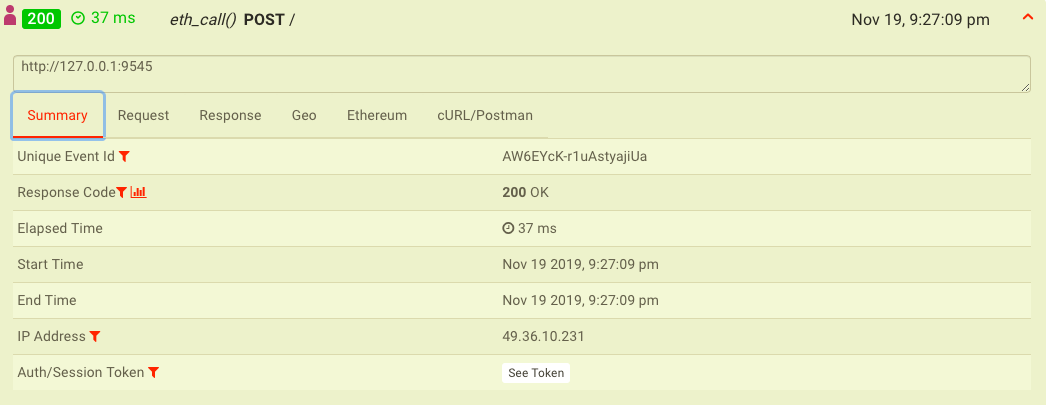 200 37 ms eth_call() POST / Nov 19, 9:27:09 pm
http://127.0.0.1:9545
Summary Request Response Geo Ethereum cURL/Postman
Unique Event Id AW6EYcK-r1uAstyajiUa
Response Code 200 OK
Elapsed Time 37 ms
Start Time Nov 19 2019, 9:27:09 pm
End Time Nov 19 2019, 9:27:09 pm
IP Address 49.36.10.231
Auth/Session Token See Token